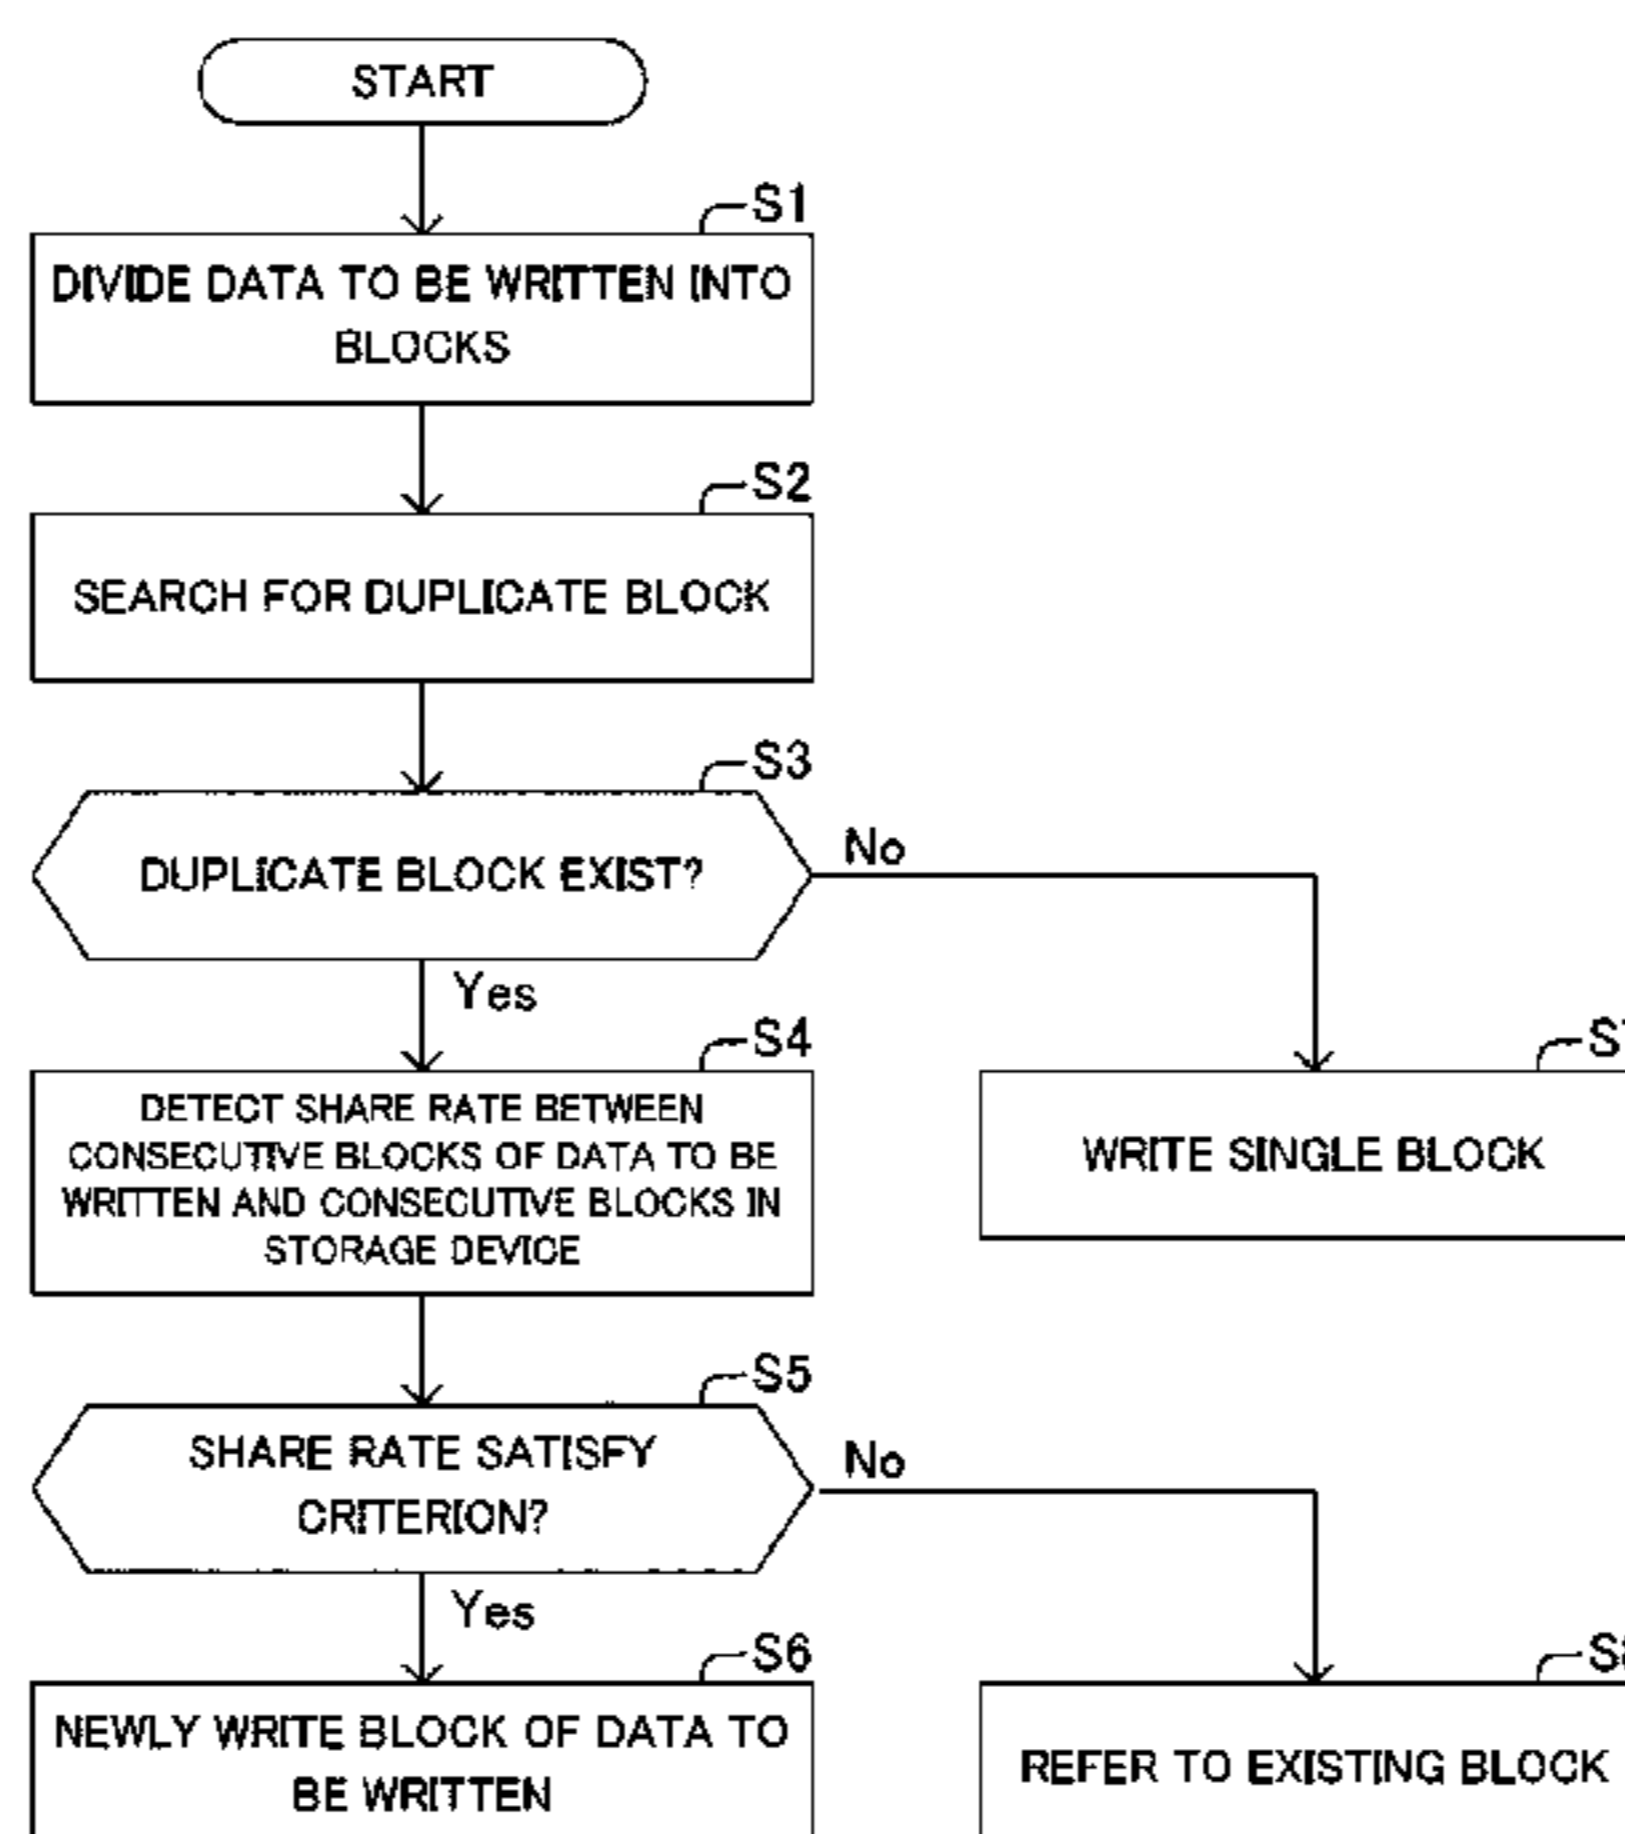 START
S1
DIVIDE DATA TO BE WRITTEN INTO
BLOCKS
S2
SEARCH FOR DUPLICATE BLOCK
S3
DUPLICATE BLOCK EXIST?
No
Yes
S4
DETECT SHARE RATE BETWEEN
CONSECUTIVE BLOCKS OF DATA TO BE
WRITTEN AND CONSECUTIVE BLOCKS IN
STORAGE DEVICE
WRITE SINGLE BLOCK
S5
SHARE RATE SATISFY
CRITERION?
No
Yes
S6
NEWLY WRITE BLOCK OF DATA TO
BE WRITTEN
REFER TO EXISTING BLOCK